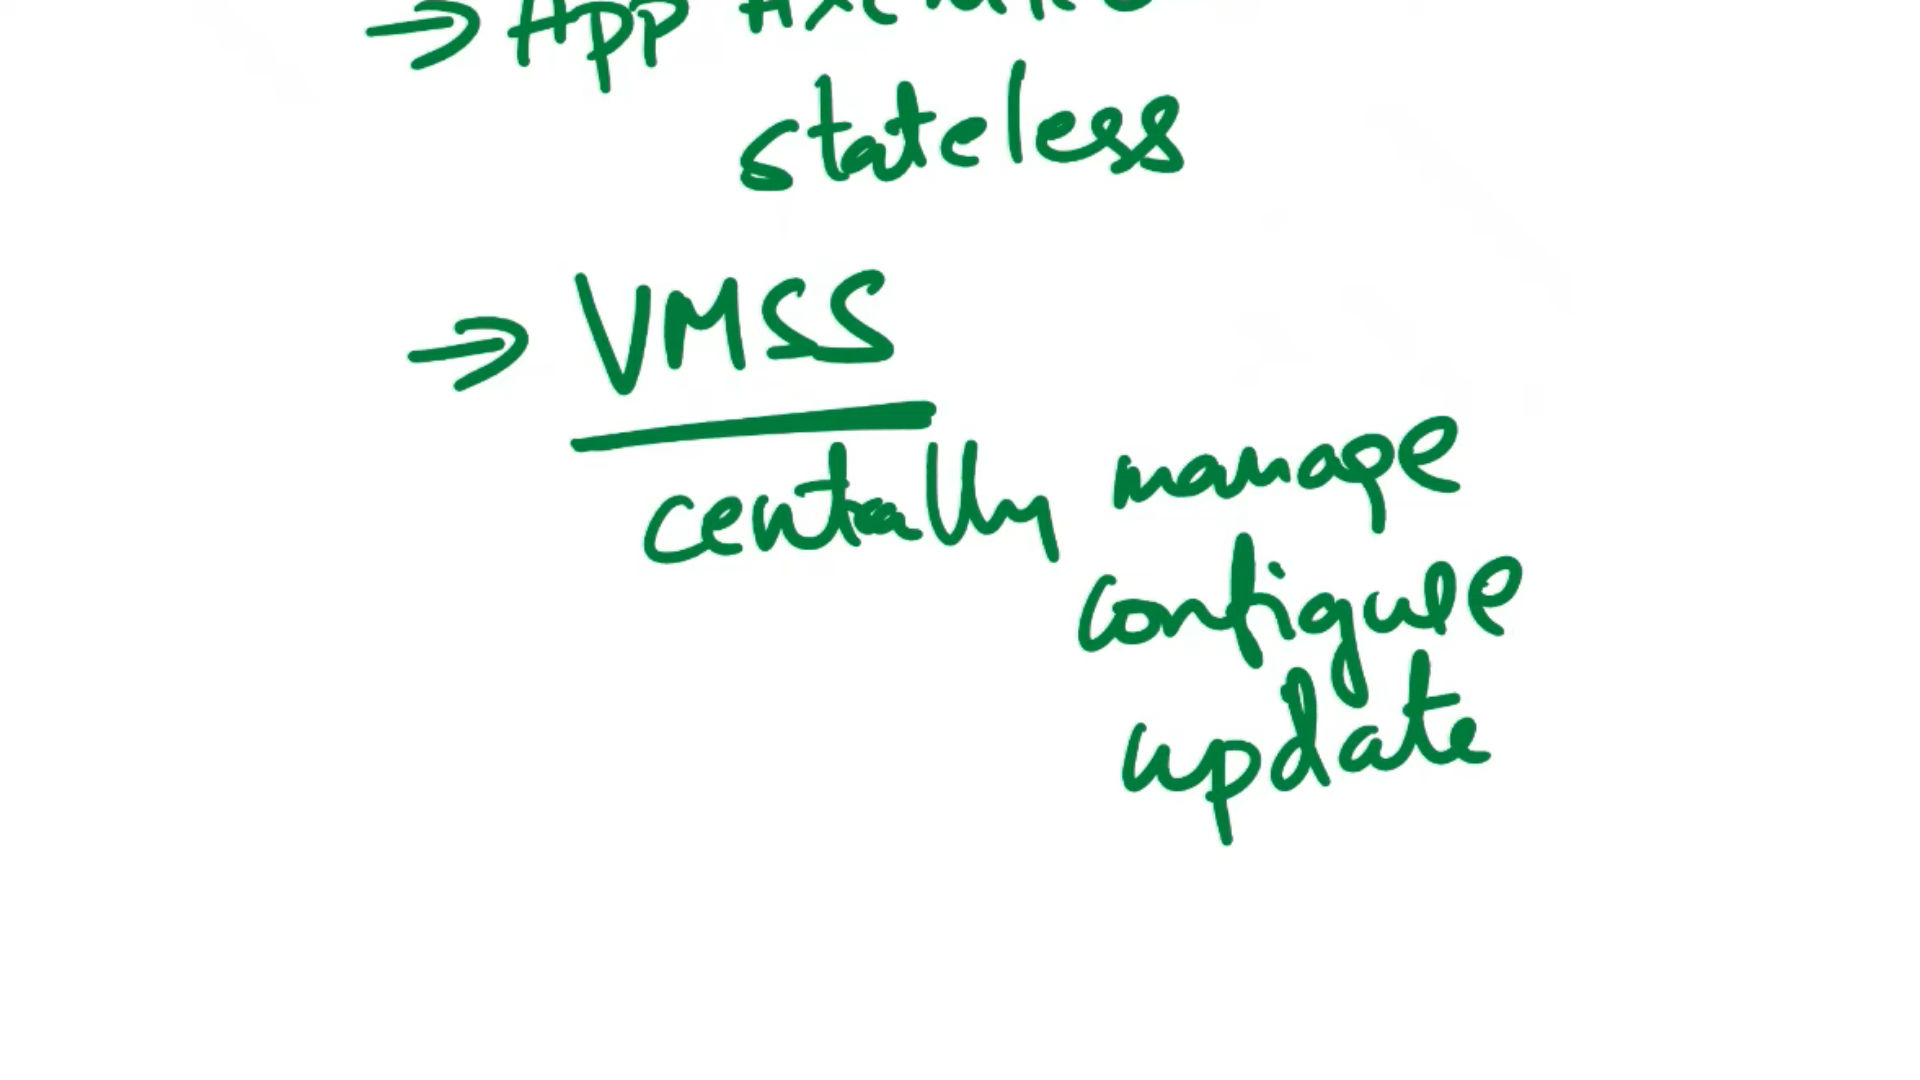 → App
stateless
→ VMSS
centrally manage
configure
update